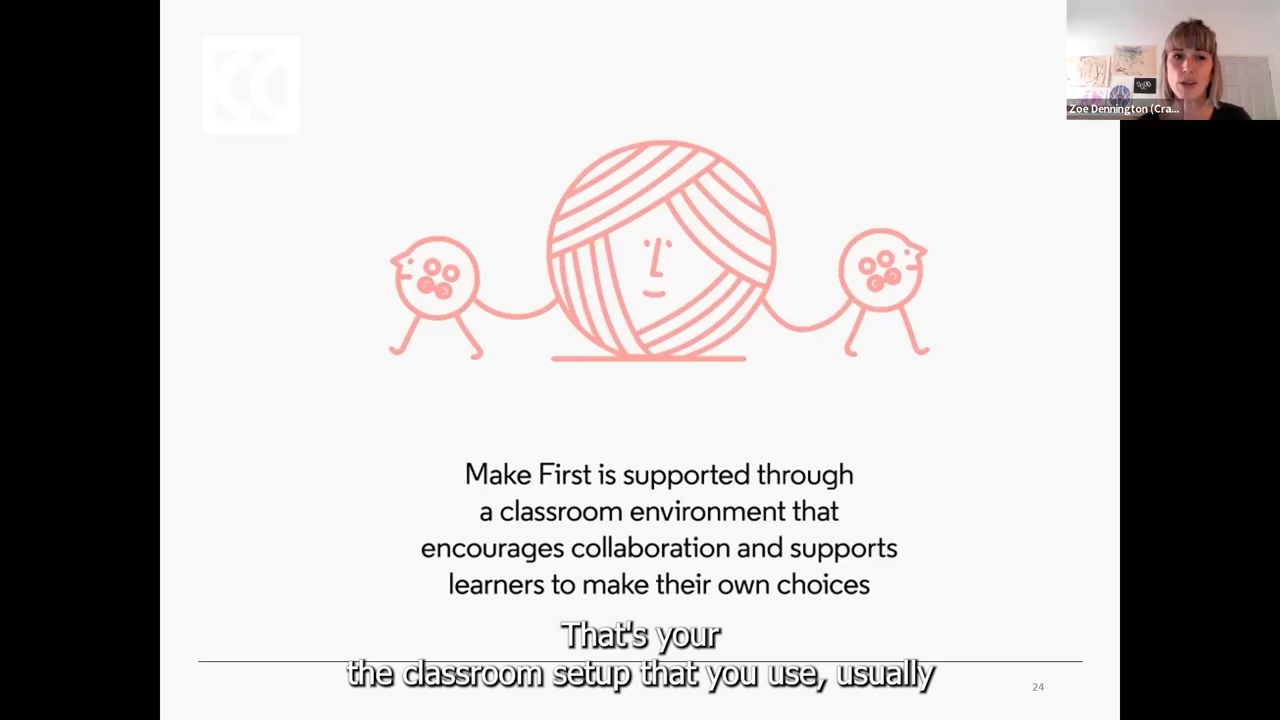 Zoe Dennington (Cra...
Make First is supported through
a classroom environment that
encourages collaboration and supports
learners to make their own choices
That's your
the classroom setup that you use, usually
24